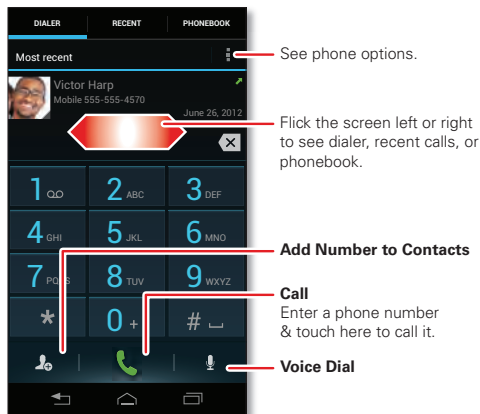 DIALER RECENT PHONEBOOK
Most recent
See phone options.
Victor Harp
Mobile 555-555-4570
June 26, 2012
Flick the screen left or right
to see dialer, recent calls, or
phonebook.
1
2 ABC
3 DEF
4 GHI
5 JKL
6 MNO
Add Number to Contacts
7 PQRS
8 TUV
9 WXYZ
Call
Enter a phone number
& touch here to call it.
*
0 +
#
Voice Dial